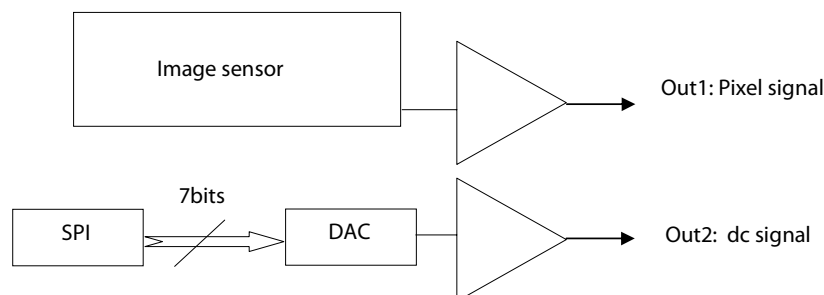 Image sensor
Out1: Pixel signal
7bits
SPI
DAC
Out2: dc signal